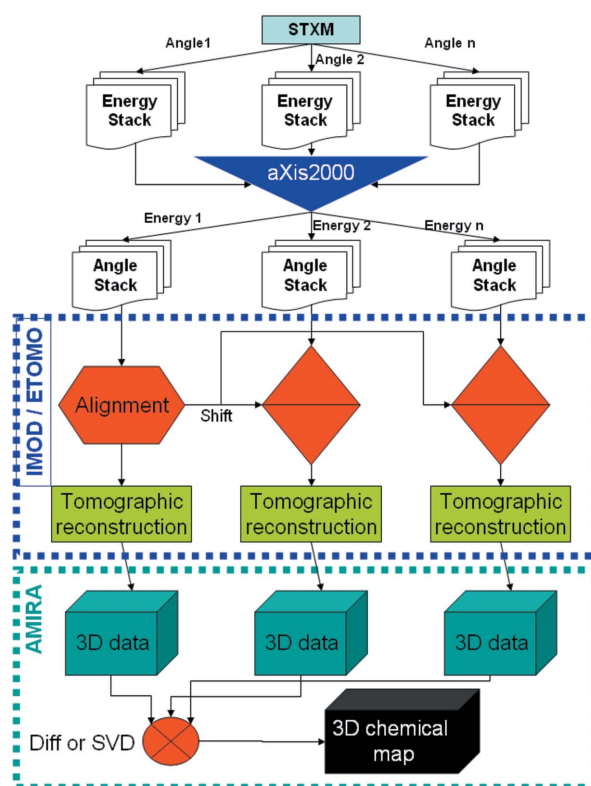 STXM
Angle1
Angle 2
Angle n
Energy
Stack
Energy
Stack
Energy
Stack
aXis2000
Energy 1
Energy 2
Energy n
Angle
Stack
Angle
Stack
Angle
Stack
IMOD / ETOMO
Alignment
Shift
Tomographic
reconstruction
Tomographic
reconstruction
Tomographic
reconstruction
AMIRA
3D data
3D data
3D data
Diff or SVD
3D chemical
map